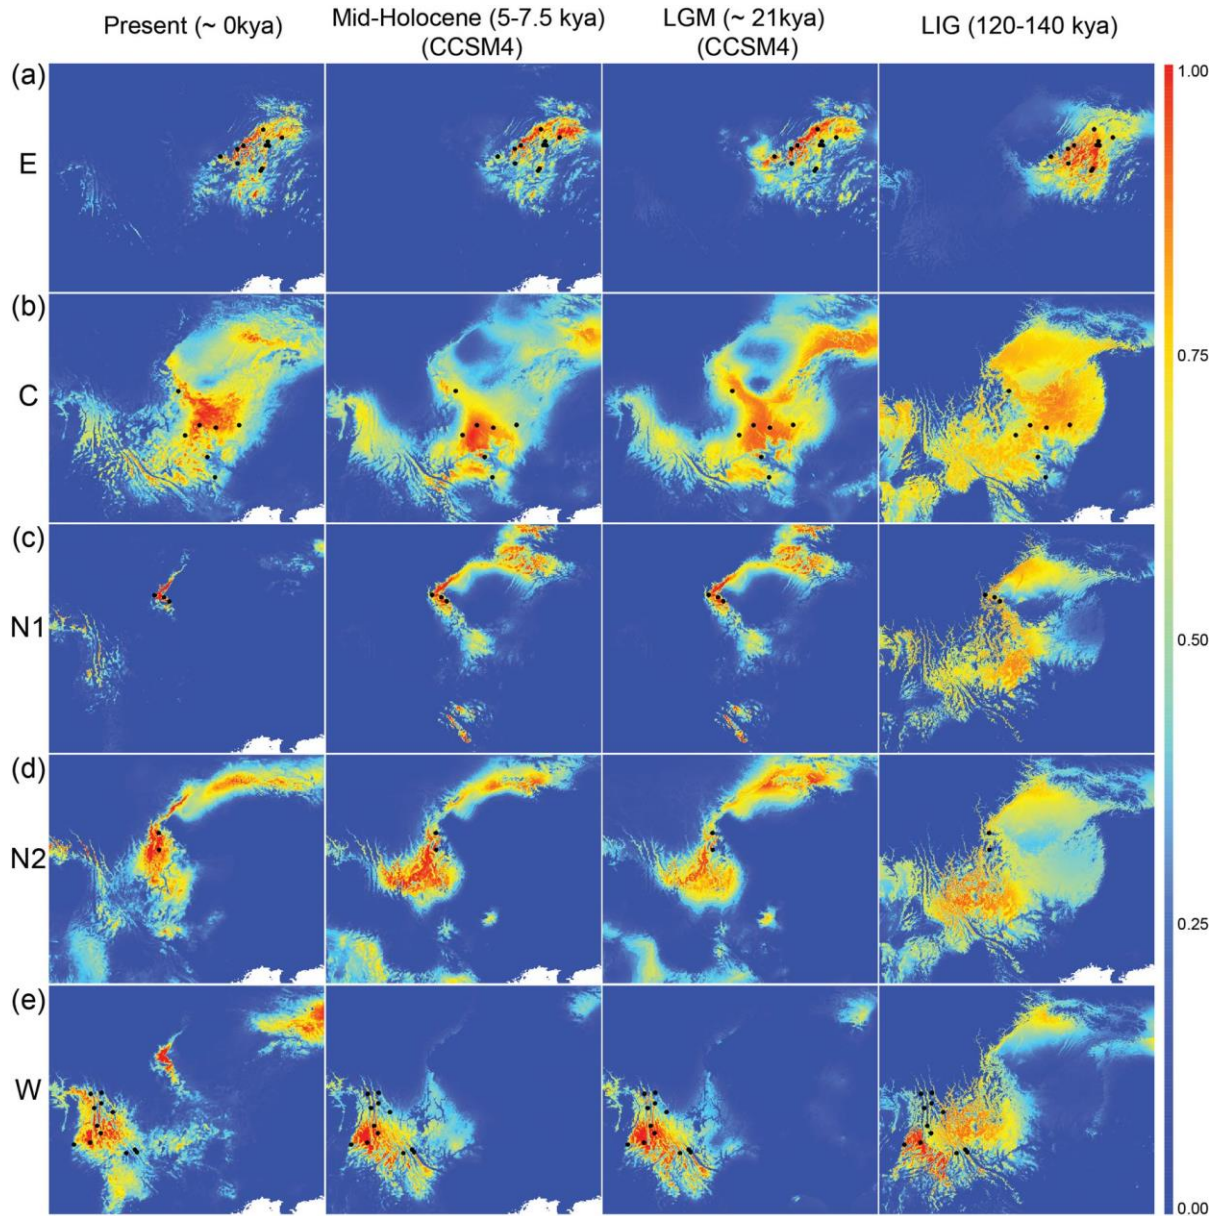 Present (~ 0kya)
Mid-Holocene (5-7.5 kya)
(CCSM4)
LGM (~ 21kya)
(CCSM4)
LIG (120-140 kya)
(a)
E
(b)
C
(c)
N1
(d)
N2
(e)
W
1.00
0.75
0.50
0.25
0.00